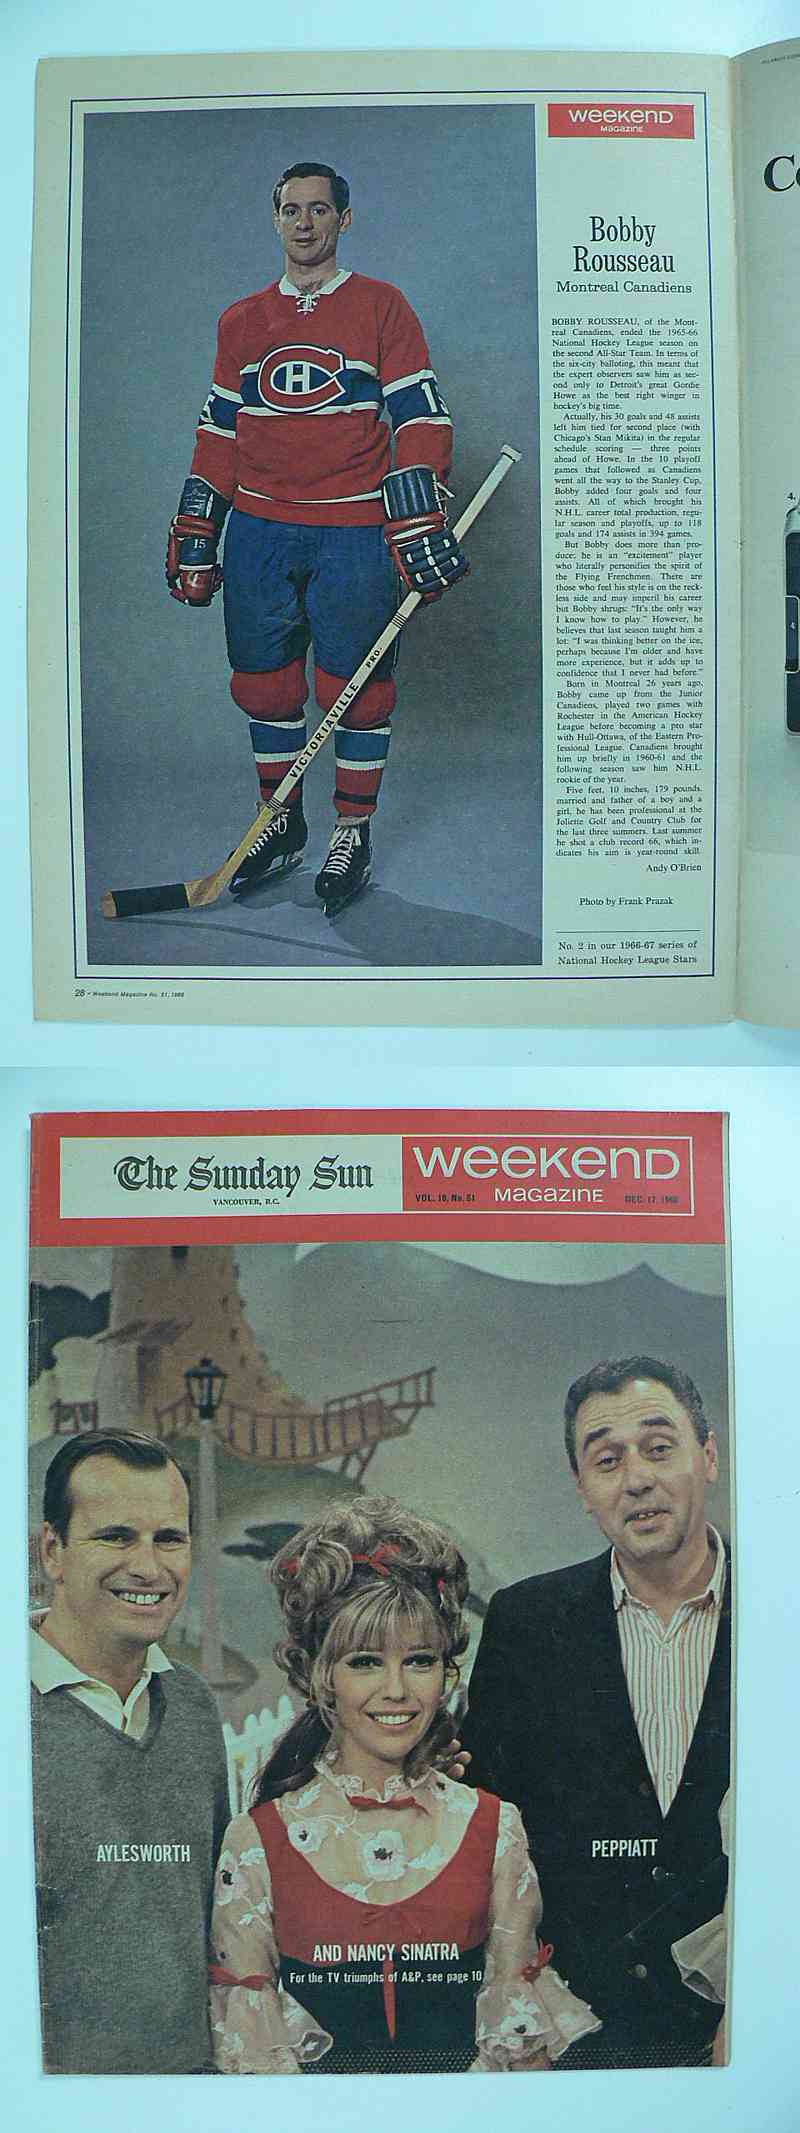 WEEKEND
MAGAZINE
Bobby
Rousseau
Montreal Canadiens
BOBBY ROUSSEAU, of the Mont-
real Canadiens, ended the 1965-66
National Hockey League season on
the second All-Star Team. In terms of
the six-city balloting, this meant that
the expert observers saw him as sec-
ond only to Detroit's great Gordie
Howe as the best right winger in
hockey's big time.
Actually, his 30 goals and 48 assists
left him tied for second place (with
Chicago's Stan Mikita) in the regular
schedule scoring — three points
ahead of Howe. In the 10 playoff
games that followed as Canadiens
went all the way to the Stanley Cup,
Bobby added four goals and four
assists. All of which brought his
N.H.L. career total production, regu-
lar season and playoffs, up to 118
goals and 174 assists in 394 games.
But Bobby does more than pro-
duce; he is an "excitement" player
who literally personifies the spirit of
the Flying Frenchmen. There are
those who feel his style is on the reck-
less side and may imperil his career
but Bobby shrugs: "It's the only way
I know how to play." However, he
believes that last season taught him a
lot: "I was thinking better on the ice,
perhaps because I'm older and have
more experience, but it adds up to
confidence that I never had before."
Born in Montreal 26 years ago,
Bobby came up from the Junior
Canadiens, played two games with
Rochester in the American Hockey
League before becoming a pro star
with Hull-Ottawa, of the Eastern Pro-
fessional League. Canadiens brought
him up briefly in 1960-61 and the
following season saw him N.H.L.
rookie of the year.
Five feet, 10 inches, 179 pounds,
married and father of a boy and a
girl, he has been professional at the
Joliette Golf and Country Club for
the last three summers. Last summer
he shot a club record 66, which in-
dicates his aim is year-round skill.
Andy O'Brien
Photo by Frank Prazak
No. 2 in our 1966-67 series of
National Hockey League Stars
CH
15
15
VICTORIAVILLE PRO.
28 - Weekend Magazine No. 51, 1966
Co
4.
4
The Sunday Sun
VANCOUVER, B.C.
WEEKEND
VOL. 16, No. 51 MAGAZINE DEC. 17, 1966
AYLESWORTH
PEPPIATT
AND NANCY SINATRA
For the TV triumphs of A&P, see page 10